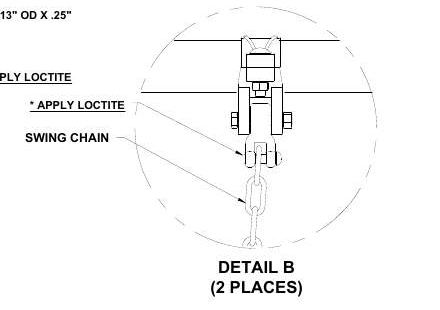 13" OD X .25"
PLY LOCTITE
* APPLY LOCTITE
SWING CHAIN
DETAIL B
(2 PLACES)